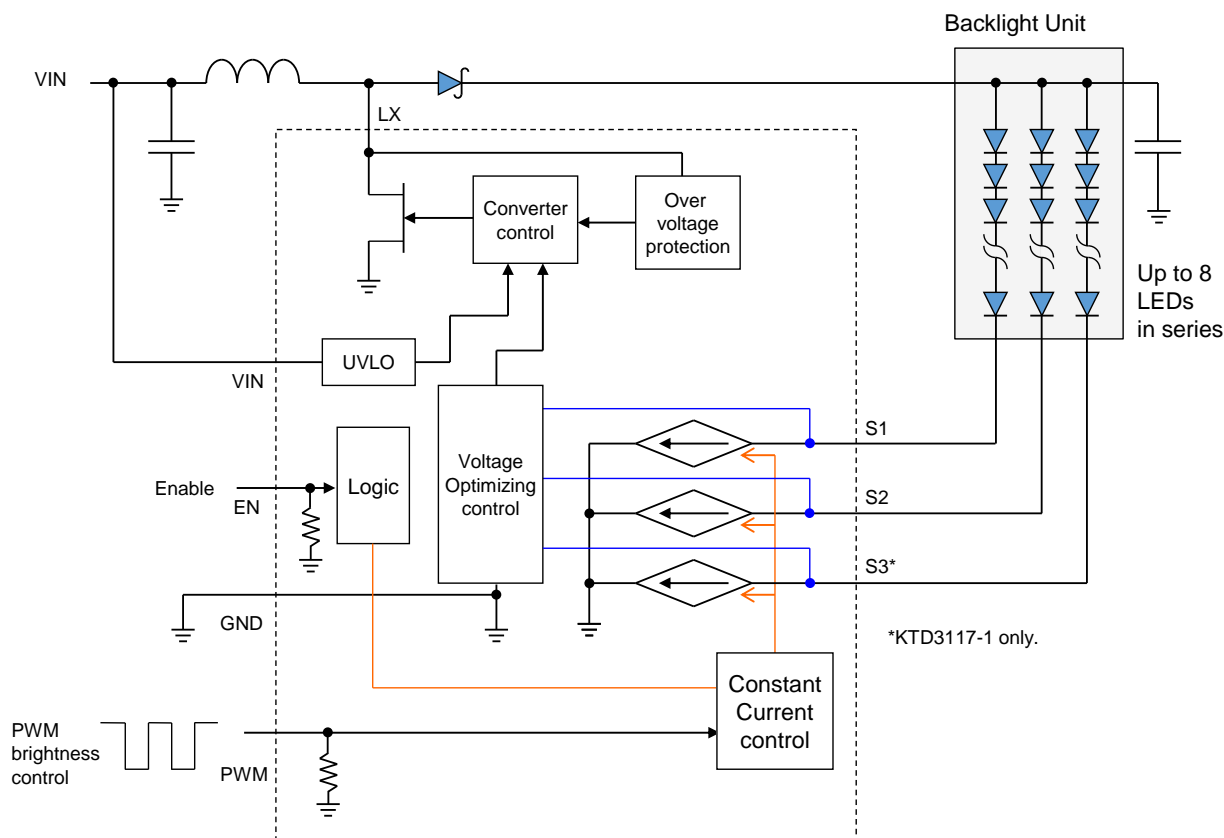 Backlight Unit
VIN
LX
Converter
control
Over
voltage
protection
Up to 8
LEDs
in series
UVLO
VIN
Voltage
Optimizing
control
S1
Logic
Enable
EN
S2
S3*
GND
*KTD3117-1 only.
Constant
Current
control
PWM
brightness
control
PWM